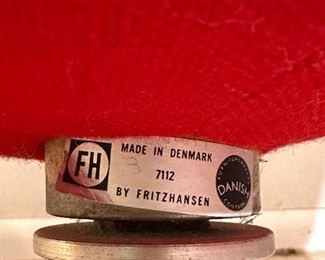 FH
MADE IN DENMARK
7112
BY FRITZHANSEN
DANISH